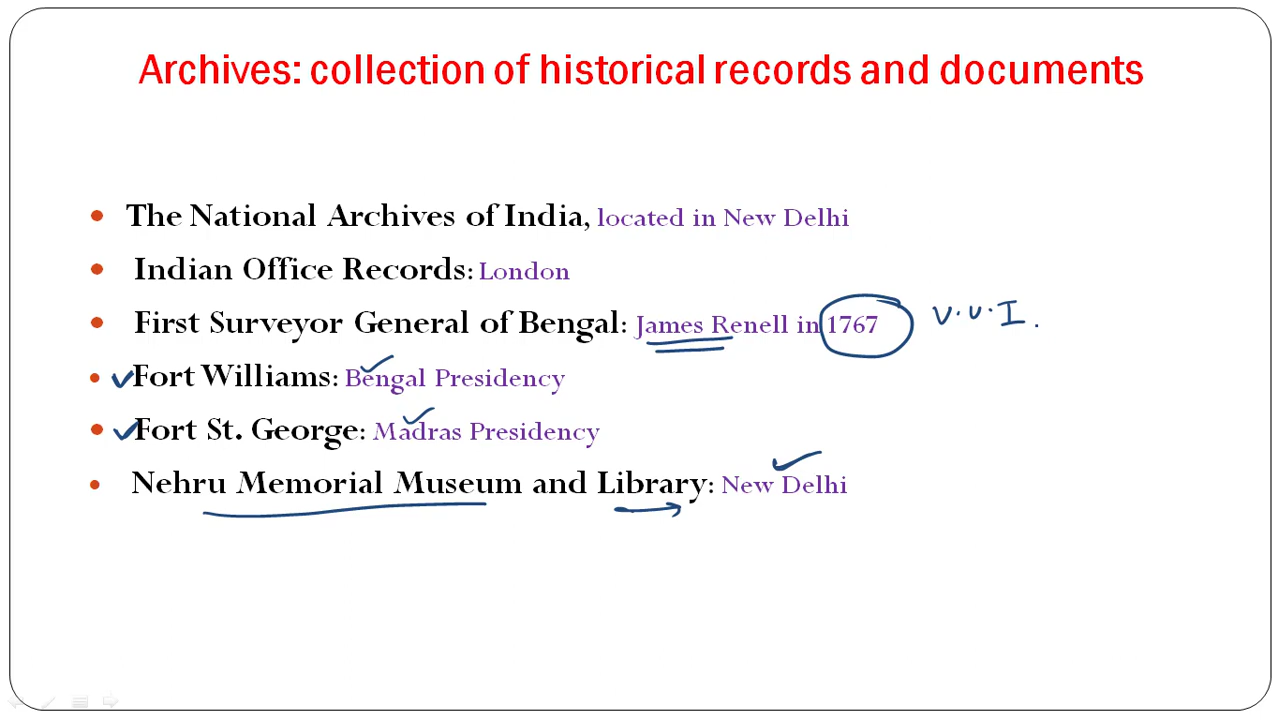 Archives: collection of historical records and documents
• The National Archives of India, located in New Delhi
• Indian Office Records: London
• First Surveyor General of Bengal: James Renell in 1767 V.V.I.
• Fort Williams: Bengal Presidency
• Fort St. George: Madras Presidency
• Nehru Memorial Museum and Library: New Delhi